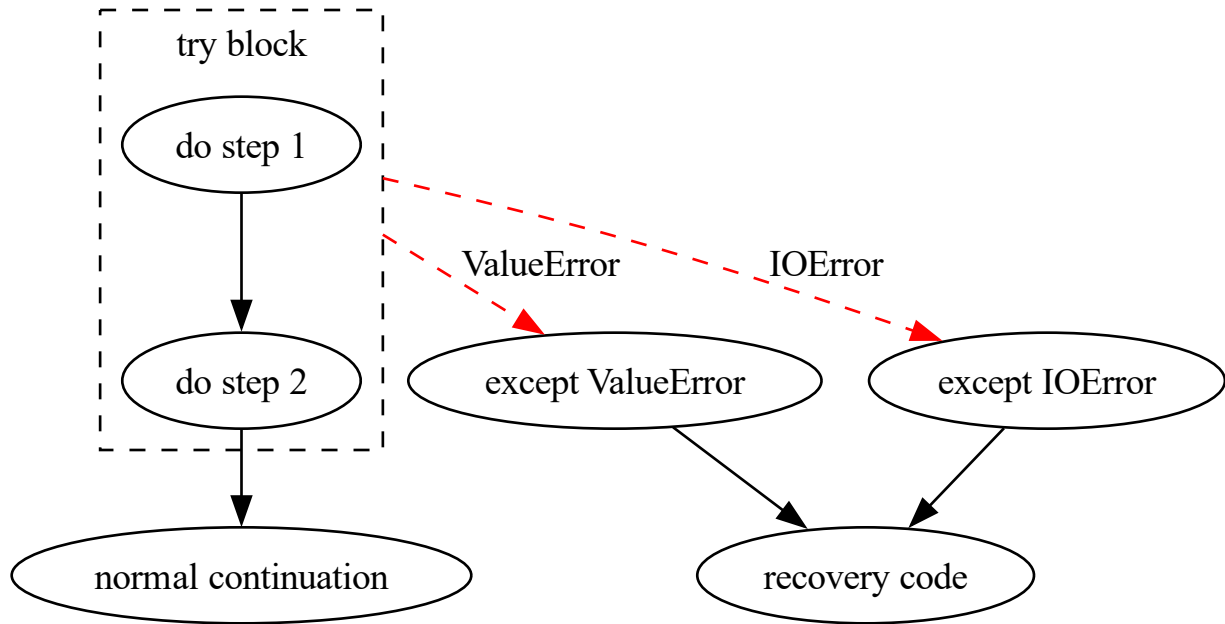 try block
do step 1
ValueError
IOError
do step 2
except ValueError
except IOError
normal continuation
recovery code